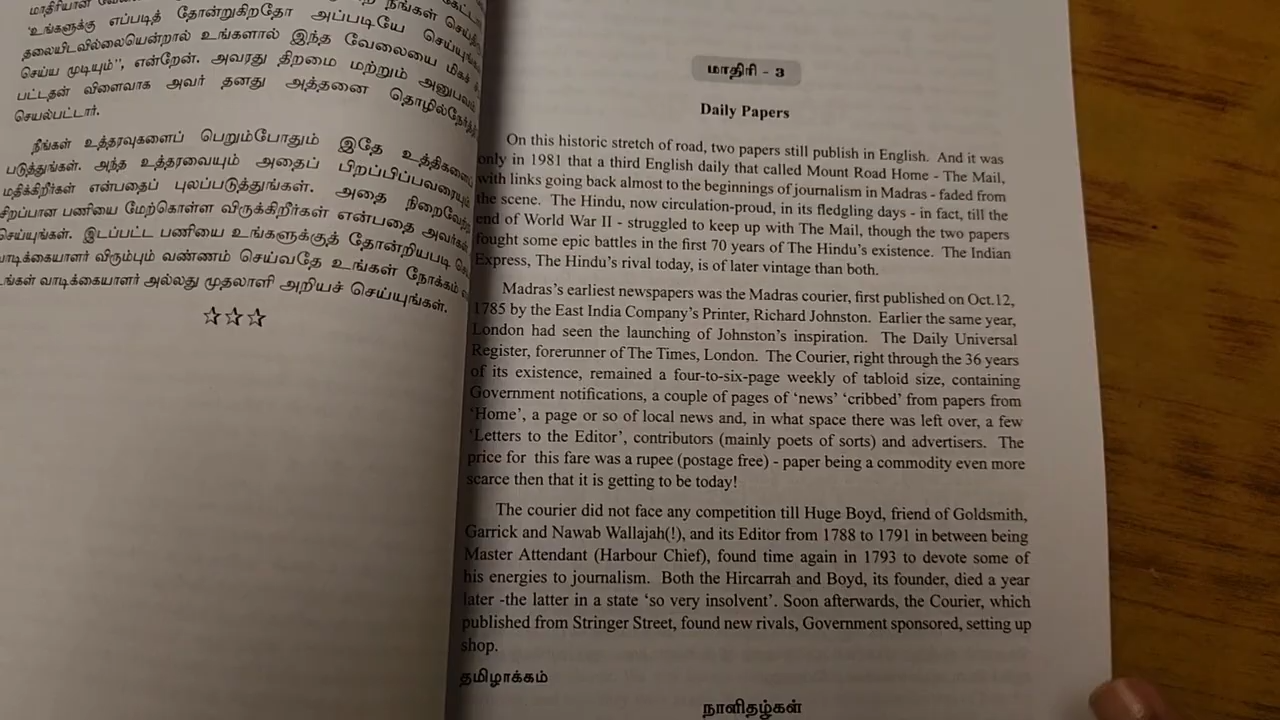 மாதிரியான
'உங்களுக்கு எப்படித் தோன்றுகிறதோ அப்படியே
தலையிடவில்லையென்றால் உங்களால் இந்த வேலையை மிகச்
செய்ய முடியும்", என்றேன். அவரது திறமை மற்றும் அனுபவம்
பட்டதன் விளைவாக அவர் தனது அத்தனை
செயல்பட்டார்.
நீங்கள் உத்தரவுகளைப் பெறும்போதும் இதே உத்திகளைப்
படுத்துங்கள். அந்த உத்தரவையும் அதைப் பிறப்பிப்பவரையும்
மதிக்கிறீர்கள் என்பதைப் புலப்படுத்துங்கள். அதை நிறைவேற்ற
சிறப்பான பணியை மேற்கொள்ள விருக்கிறீர்கள் என்பதை
செய்யுங்கள். இடப்பட்ட பணியை உங்களுக்குத் தோன்றியபடி
விரும்பும் வண்ணம் செய்வதே உங்கள் நோக்கம்
வாடிக்கையாளர் அல்லது முதலாளி அறியச் செய்யுங்கள்.
மாதிரி - 3
Daily Papers
On this historic stretch of road, two papers still publish in English. And it was
only in 1981 that a third English daily that called Mount Road Home - The Mail,
with links going back almost to the beginnings of journalism in Madras - faded from
the scene. The Hindu, now circulation-proud, in its fledgling days - in fact, till the
end of World War II - struggled to keep up with The Mail, though the two papers
fought some epic battles in the first 70 years of The Hindu's existence. The Indian
Express, The Hindu's rival today, is of later vintage than both.
Madras's earliest newspapers was the Madras courier, first published on Oct.12,
1785 by the East India Company's Printer, Richard Johnston. Earlier the same year,
London had seen the launching of Johnston's inspiration. The Daily Universal
Register, forerunner of The Times, London. The Courier, right through the 36 years
of its existence, remained a four-to-six-page weekly of tabloid size, containing
Government notifications, a couple of pages of 'news' 'cribbed' from papers from
'Home', a page or so of local news and, in what space there was left over, a few
'Letters to the Editor', contributors (mainly poets of sorts) and advertisers. The
price for this fare was a rupee (postage free) - paper being a commodity even more
scarce then that it is getting to be today!
The courier did not face any competition till Huge Boyd, friend of Goldsmith,
Garrick and Nawab Wallajah(!), and its Editor from 1788 to 1791 in between being
Master Attendant (Harbour Chief), found time again in 1793 to devote some of
his energies to journalism. Both the Hircarrah and Boyd, its founder, died a year
later -the latter in a state 'so very insolvent'. Soon afterwards, the Courier, which
published from Stringer Street, found new rivals, Government sponsored, setting up
shop.
தமிழாக்கம்
நாளிதழ்கள்